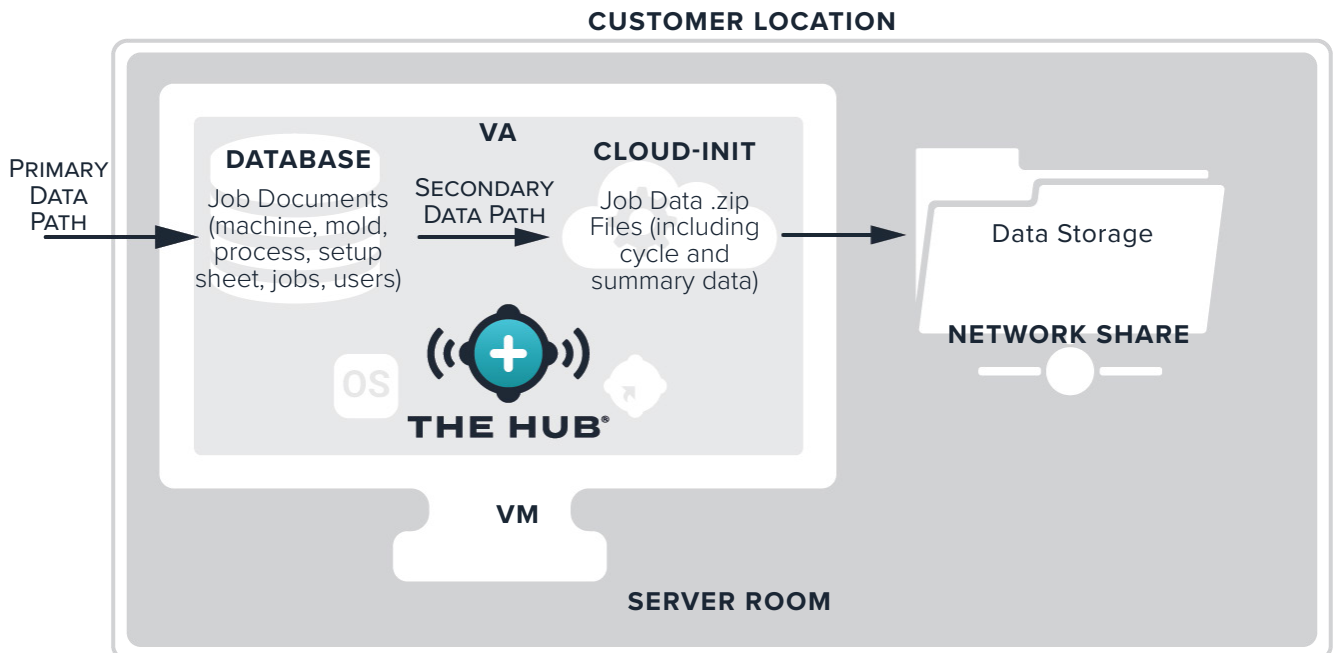 CUSTOMER LOCATION
PRIMARY
DATA
PATH
VA
DATABASE
Job Documents
(machine, mold,
process, setup
sheet, jobs, users)
SECONDARY
DATA PATH
CLOUD-INIT
Job Data .zip
Files (including
cycle and
summary data)
Data Storage
NETWORK SHARE
OS
THE HUB®
VM
SERVER ROOM